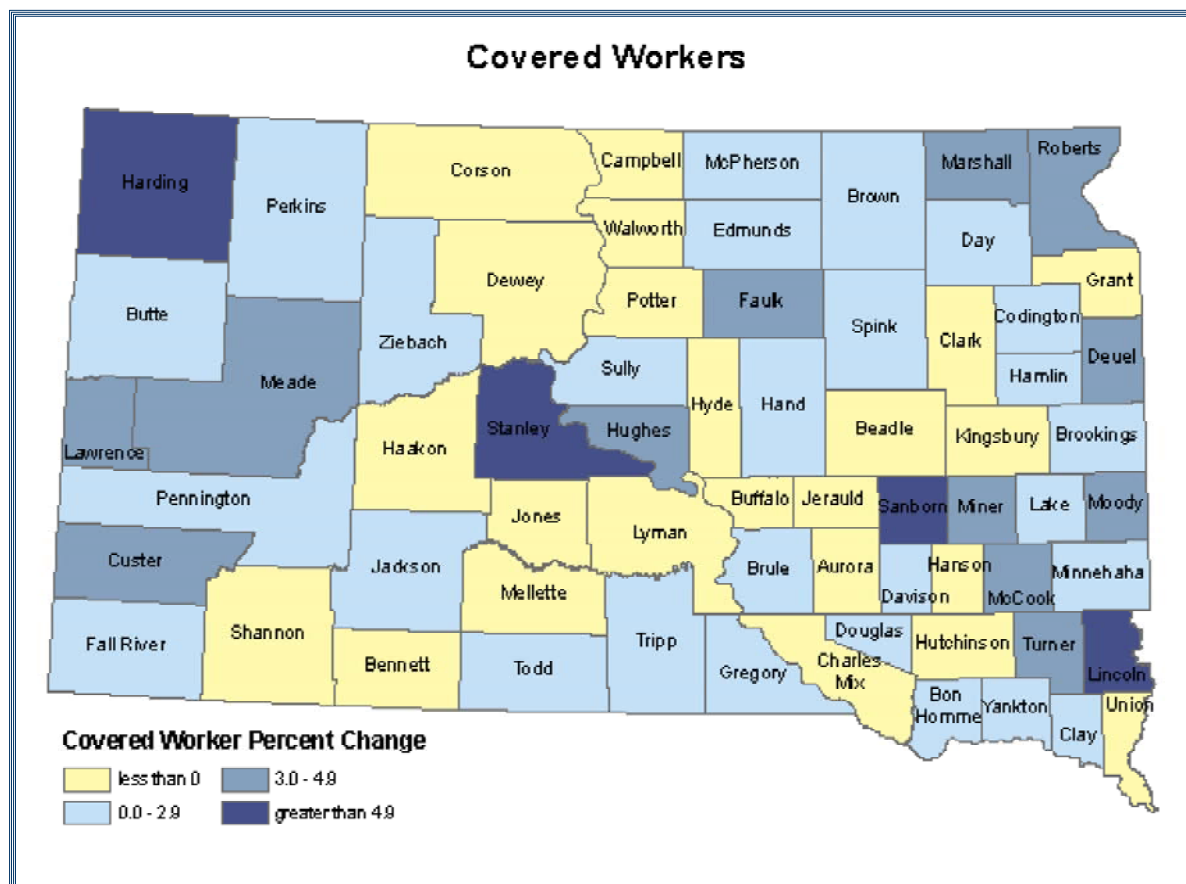 Covered Workers
Harding
Perkins
Corson
Campbell
McPherson
Brown
Marshall
Roberts
Walworth
Edmunds
Day
Dewey
Grant
Butte
Potter
Faulk
Codington
Spink
Ziebach
Clark
Sully
Deuel
Meade
Hamlin
Hyde
Hand
Stanley
Hughes
Beadle
Kingsbury
Brookings
Lawrence
Haakon
Pennington
Buffalo
Jerauld
Sanborn
Miner
Lake
Moody
Jones
Lyman
Custer
Jackson
Brule
Aurora
Hanson
Minnehaha
Mellette
Davison
McCook
Shannon
Fall River
Tripp
Douglas
Hutchinson
Turner
Bennett
Todd
Gregory
Charles
Mix
Lincoln
Bon
Homme
Yankton
Union
Clay
Covered Worker Percent Change
less than 0
3.0 - 4.9
0.0 - 2.9
greater than 4.9